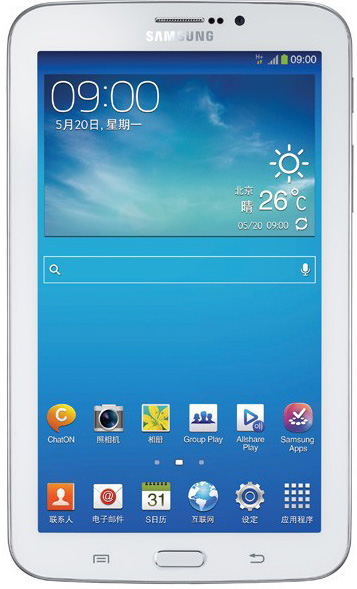 SAMSUNG
H+ 09:00
09:00
5月20日, 星期一
北京
晴 26°C
05/20 09:00
ChatON 照相机 相册 Group Play Allshare Play Samsung Apps
31
联系人 电子邮件 S日历 互联网 设定 应用程序